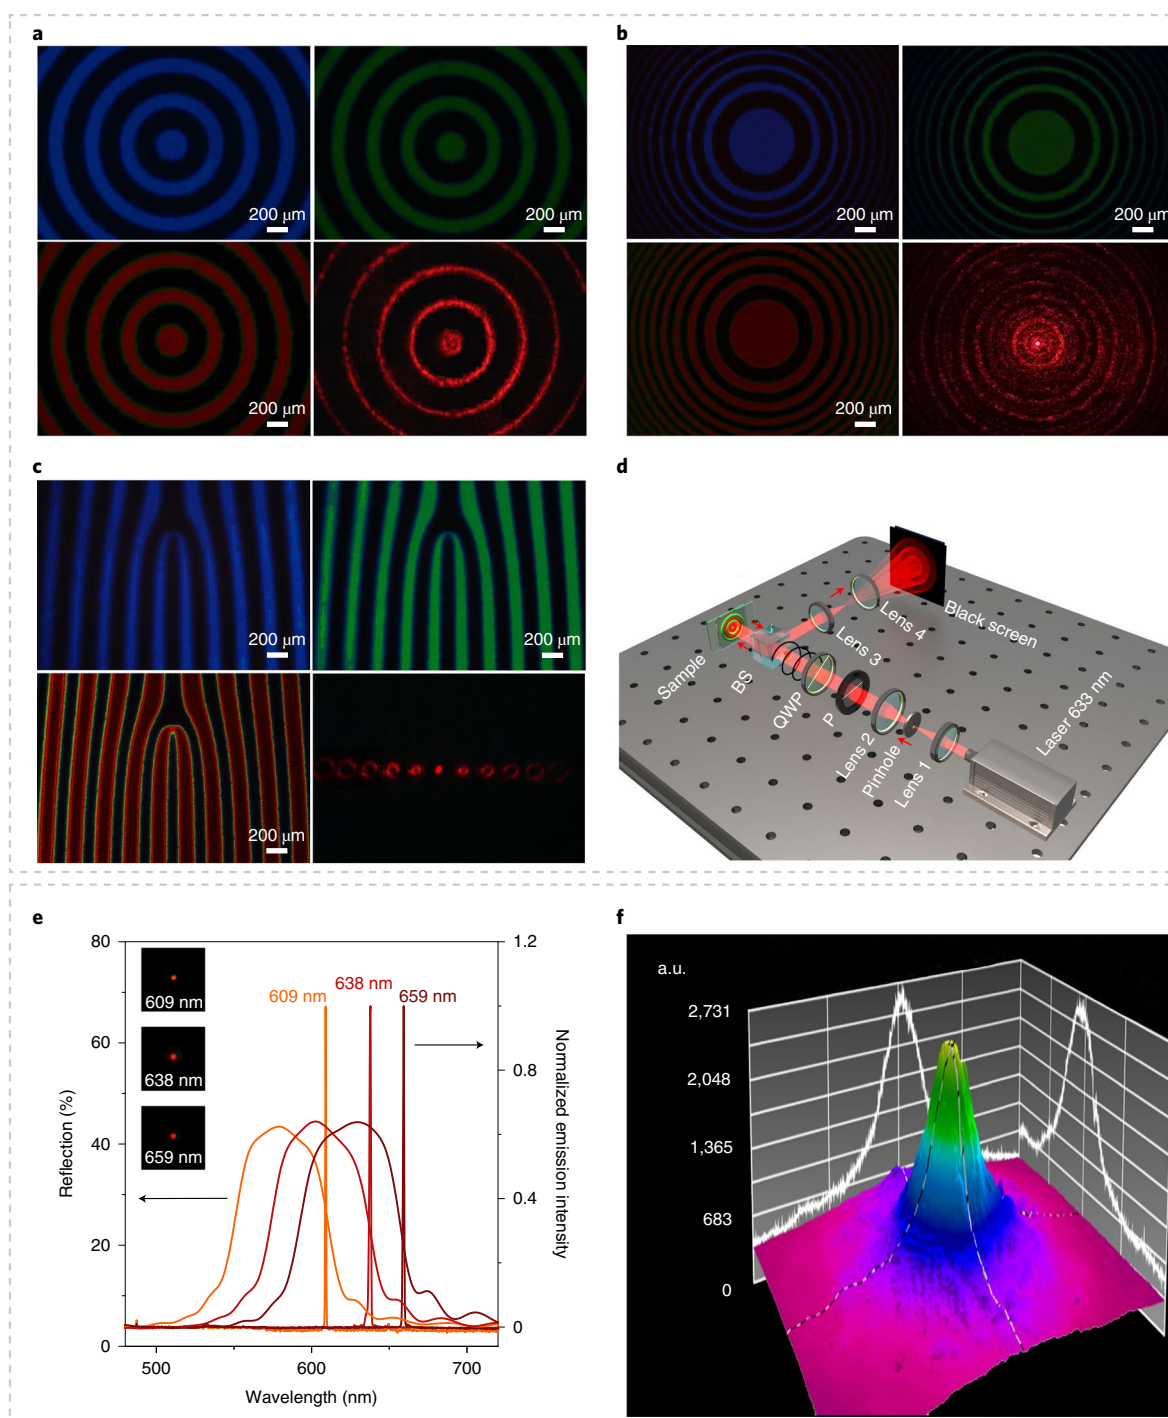 a
200 μm
200 μm
200 μm
b
200 μm
200 μm
200 μm
c
200 μm
200 μm
200 μm
d
Sample
BS
QWP
P
Lens 2
Pinhole
Lens 1
Lens 3
Lens 4
Black screen
Laser 633 nm
e
80
60
40
20
0
Reflection (%)
609 nm
638 nm
659 nm
609 nm
638 nm
659 nm
1.2
0.8
0.4
0
Normalized emission intensity
500
600
700
Wavelength (nm)
f
a.u.
2,731
2,048
1,365
683
0